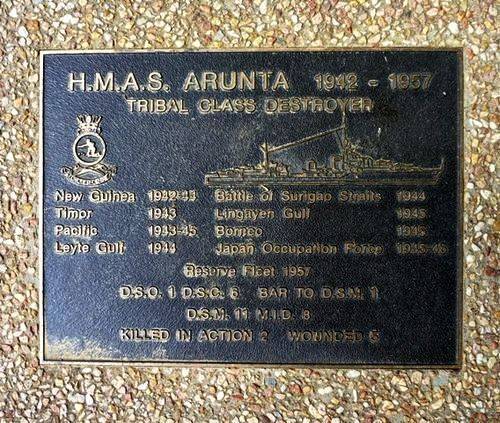 H.M.A.S. ARUNTA 1942 - 1957
TRIBAL CLASS DESTROYER
New Guinea 1942-43 Battle of Surigao Straits 1944
Timor 1943 Lingayen Gulf 1945
Pacific 1943-45 Borneo 1945
Leyte Gulf 1944 Japan Occupation Force 1945-46
Reserve Fleet 1957
D.S.O. 1 D.S.C. 6 BAR TO D.S.M. 1
D.S.M. 11 M.I.D. 8
KILLED IN ACTION 2 WOUNDED 5